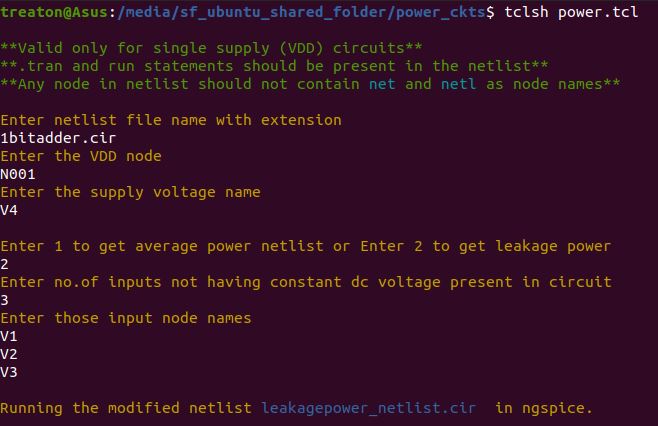 treaton@Asus:/media/sf_ubuntu_shared_folder/power_ckts$ tclsh power.tcl
**Valid only for single supply (VDD) circuits**
**.tran and run statements should be present in the netlist**
**Any node in netlist should not contain net and netl as node names**
Enter netlist file name with extension
1bitadder.cir
Enter the VDD node
N001
Enter the supply voltage name
V4
Enter 1 to get average power netlist or Enter 2 to get leakage power
2
Enter no.of inputs not having constant dc voltage present in circuit
3
Enter those input node names
V1
V2
V3
Running the modified netlist leakagepower_netlist.cir  in ngspice.